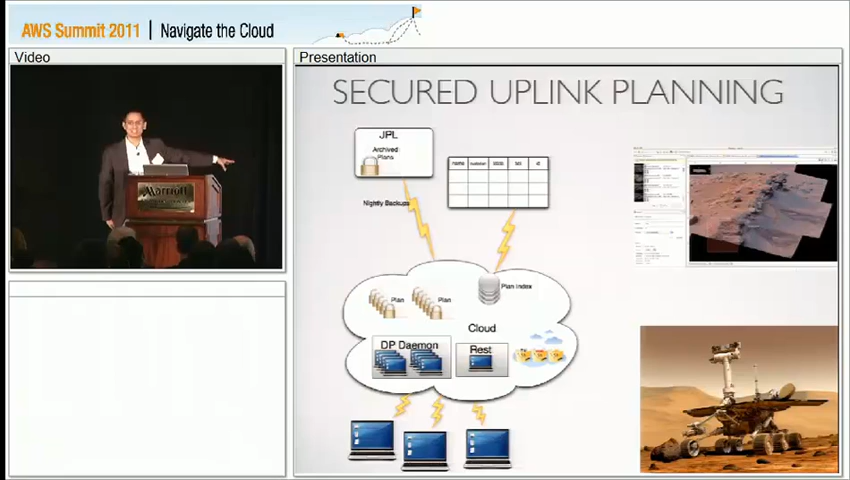 AWS Summit 2011 | Navigate the Cloud
Video
Presentation
Marriott
SECURED UPLINK PLANNING
JPL
Archived
Plans
Nightly Backups
Plan
Plan
Plan Index
Cloud
DP Daemon
Rest